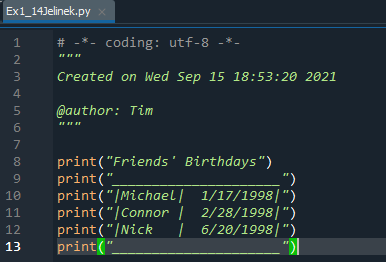 Ex1_14Jelinek.py
1 # -*- coding: utf-8 -*-
2 """
3 Created on Wed Sep 15 18:53:20 2021
4
5 @author: Tim
6 """
7
8 print("Friends' Birthdays")
9 print("_____________________")
10 print("|Michael|  1/17/1998|")
11 print("|Connor |  2/28/1998|")
12 print("|Nick   |  6/20/1998|")
13 print("_____________________")